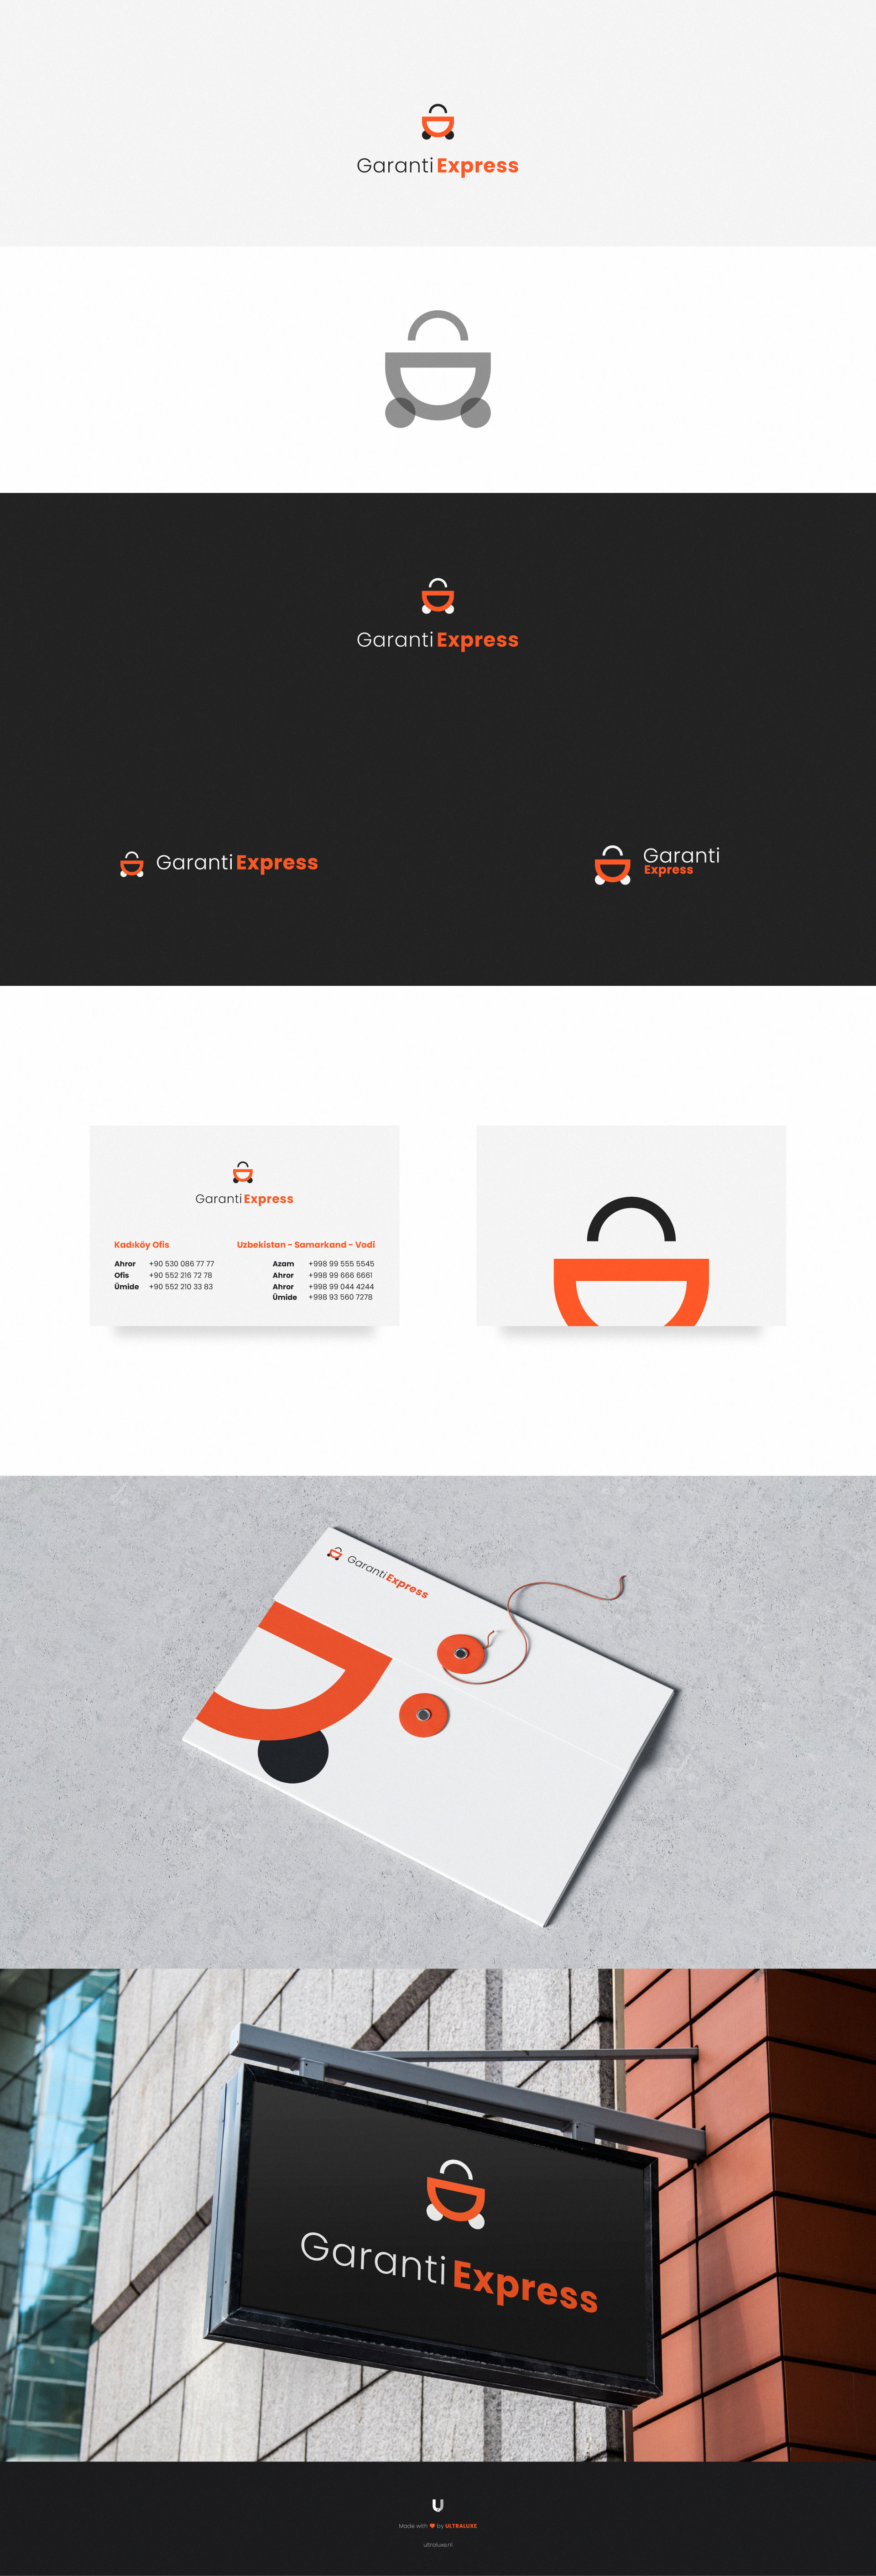 Garanti Express
Garanti Express
Garanti Express
Garanti
Express
Garanti Express
Kadıköy Ofis
Ahror +90 530 086 77 77
Ofis +90 552 216 72 78
Ümide +90 552 210 33 83
Uzbekistan - Samarkand - Vodi
Azam +998 99 555 5545
Ahror +998 99 666 6661
Ahror +998 99 044 4244
Ümide +998 93 560 7278
Garanti Express
Garanti Express
Made with ❤ by ULTRALUXE
ultraluxe.nl